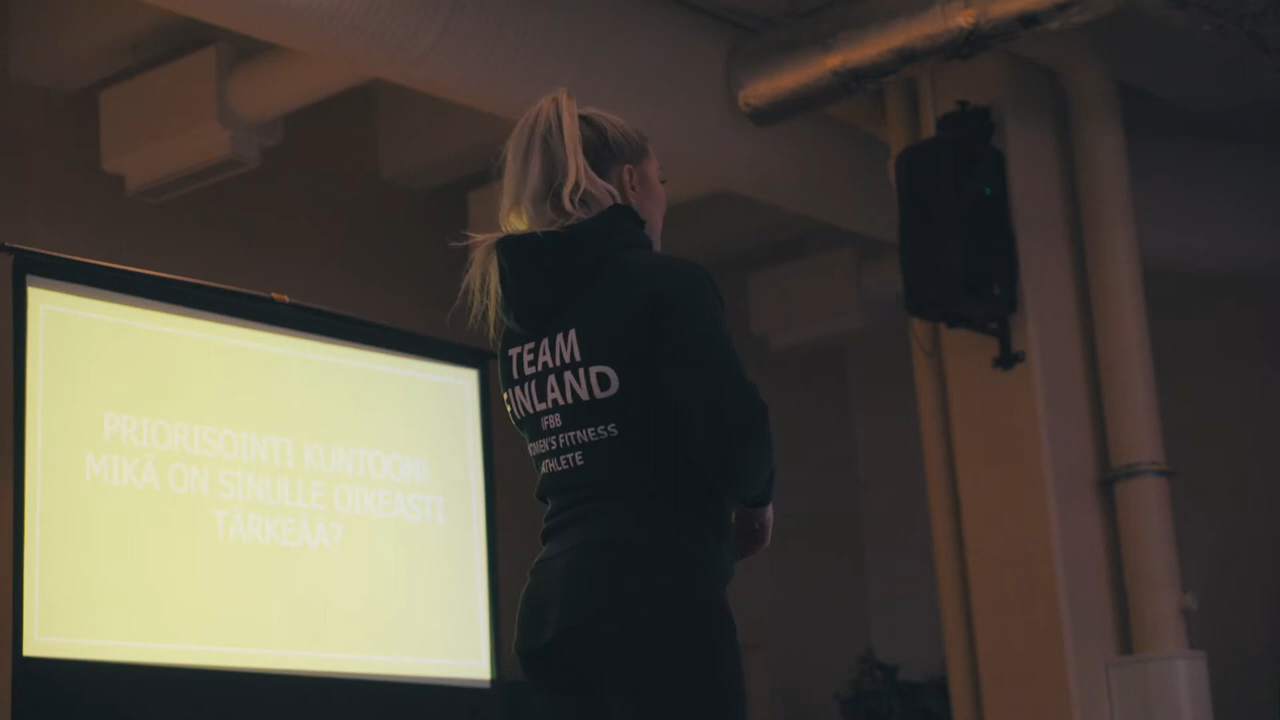 PRIORISOINTI KUNTOON!
MIKÄ ON SINULLE OIKEASTI
TÄRKEÄÄ?
TEAM
FINLAND
IFBB
WOMEN'S FITNESS
ATHLETE